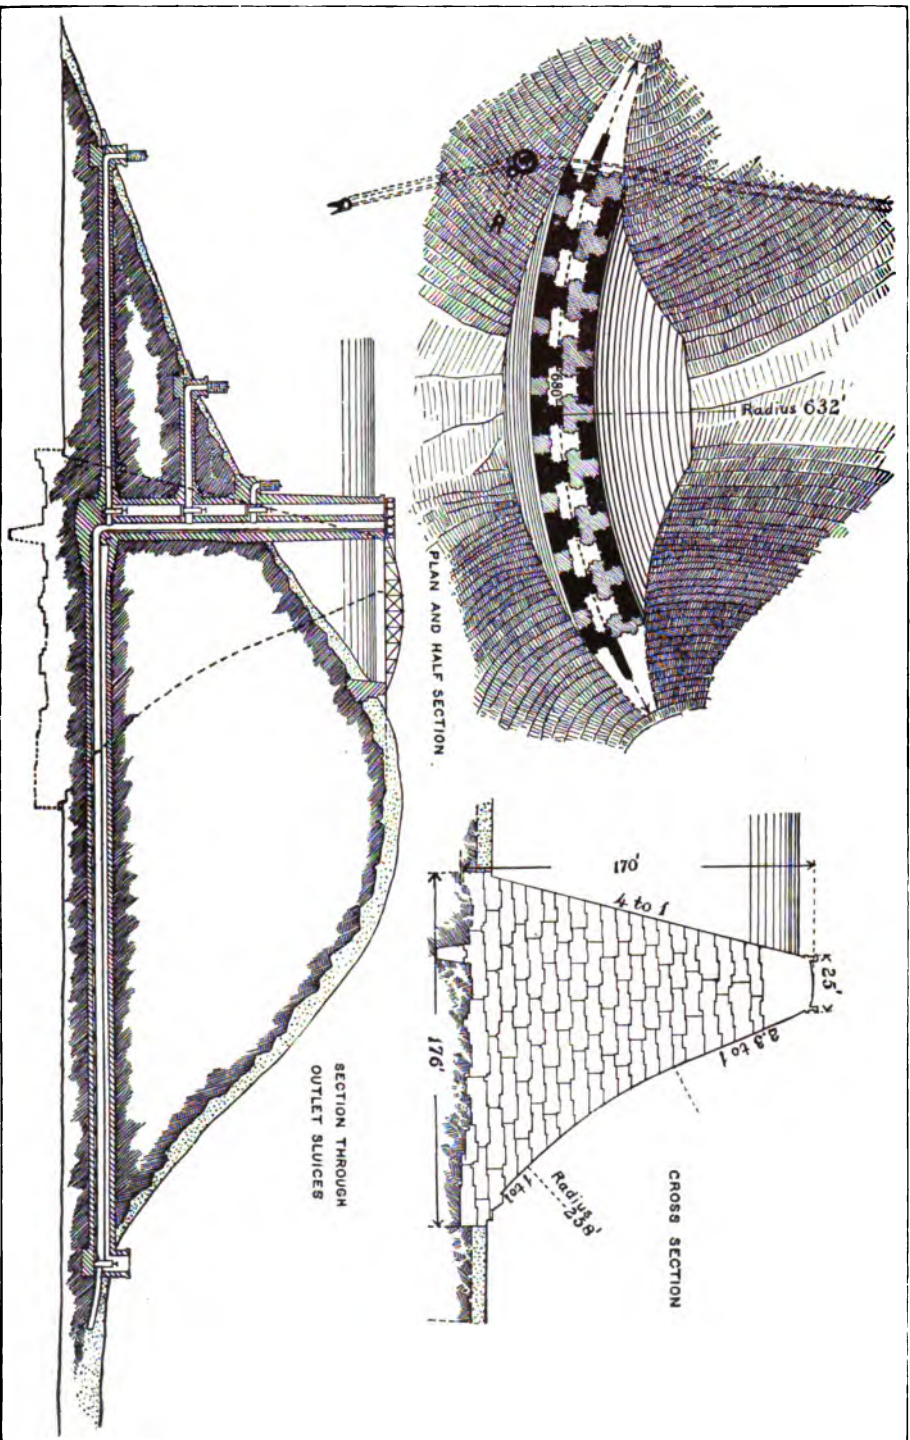 Radius 632'
680'
PLAN AND HALF SECTION.
170'
4 to 1
25'
2.3 to 1
Radius
258'
1 to 1
176'
CROSS SECTION
SECTION THROUGH
OUTLET SLUICES